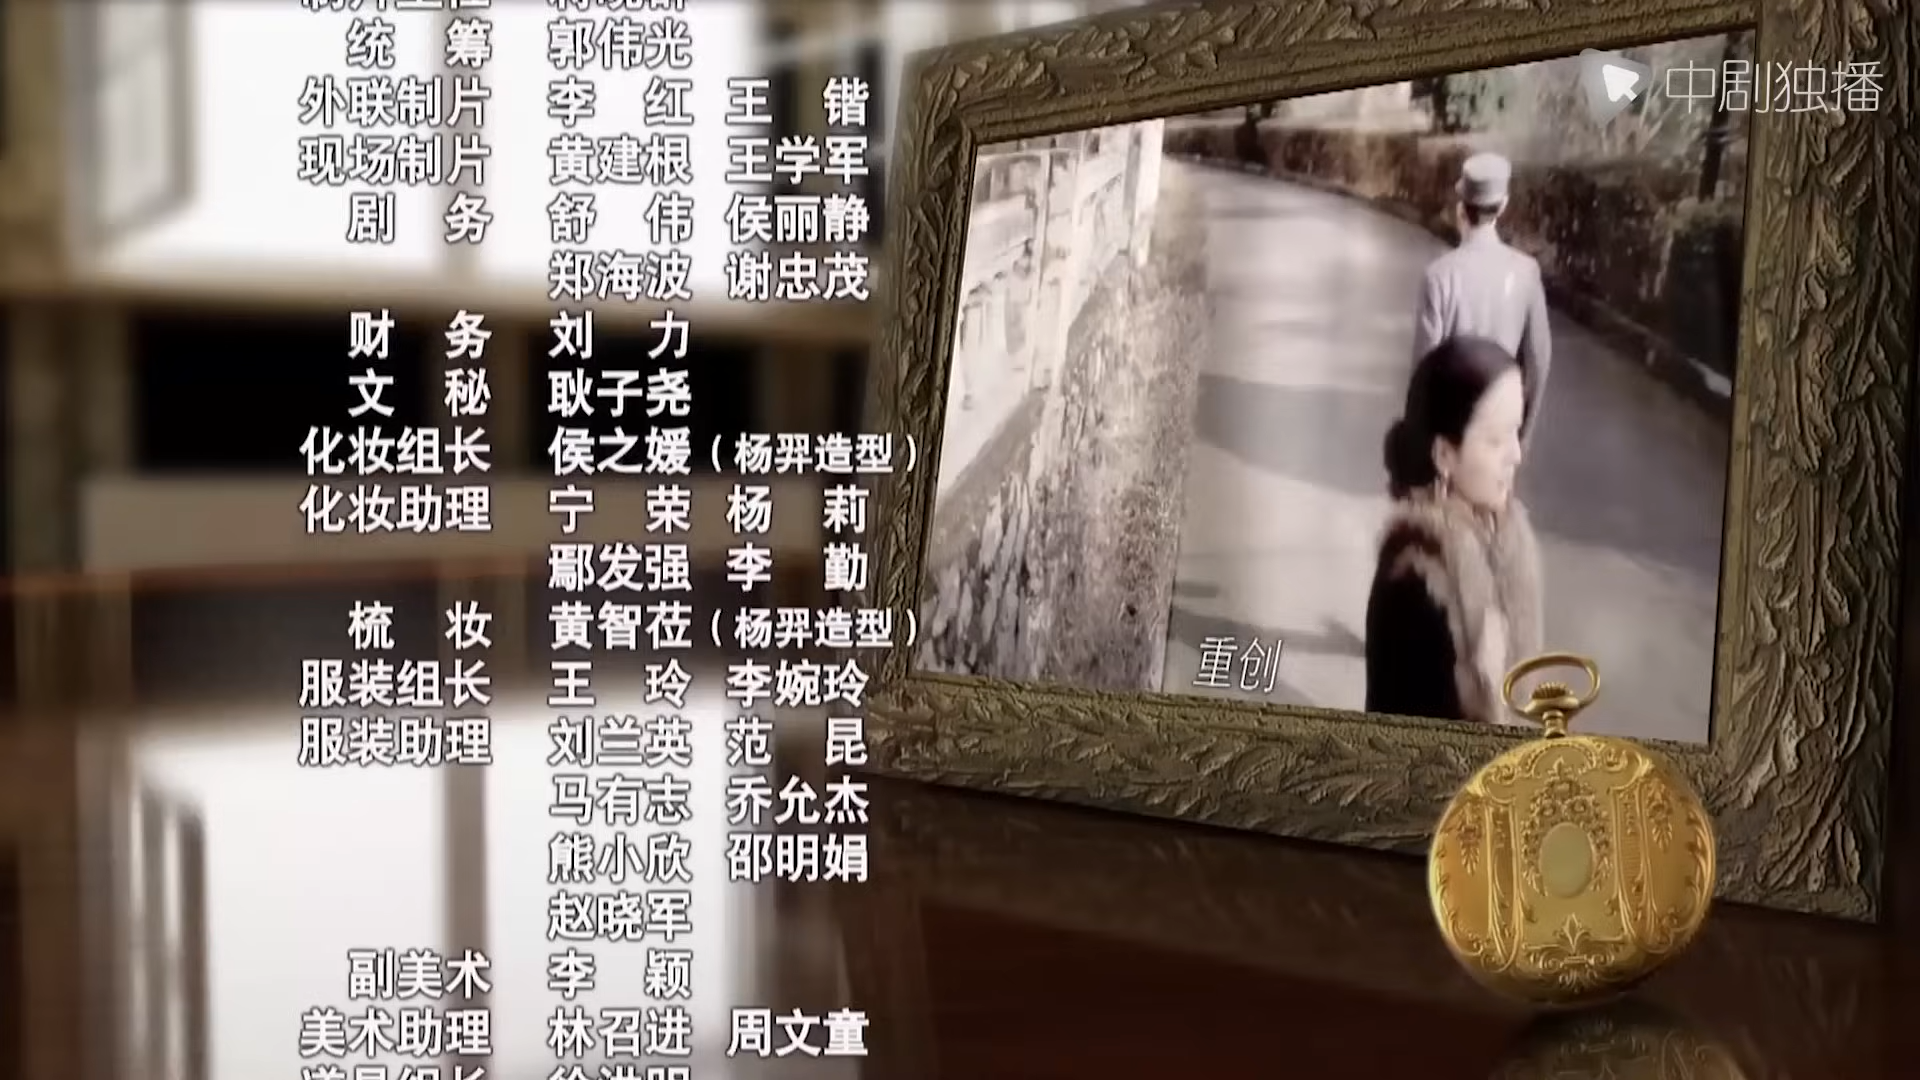 统筹 郭伟光
外联制片 李红 王锴
现场制片 黄建根 王学军
剧务 舒伟 侯丽静
郑海波 谢忠茂
财务 刘力
文秘 耿子尧
化妆组长 侯之媛（杨羿造型）
化妆助理 宁荣 杨莉
鄢发强 李勤
梳妆 黄智莅（杨羿造型）
服装组长 王玲 李婉玲
服装助理 刘兰英 范昆
马有志 乔允杰
熊小欣 邵明娟
赵晓军
副美术 李颖
美术助理 林召进 周文童
中剧独播
重创